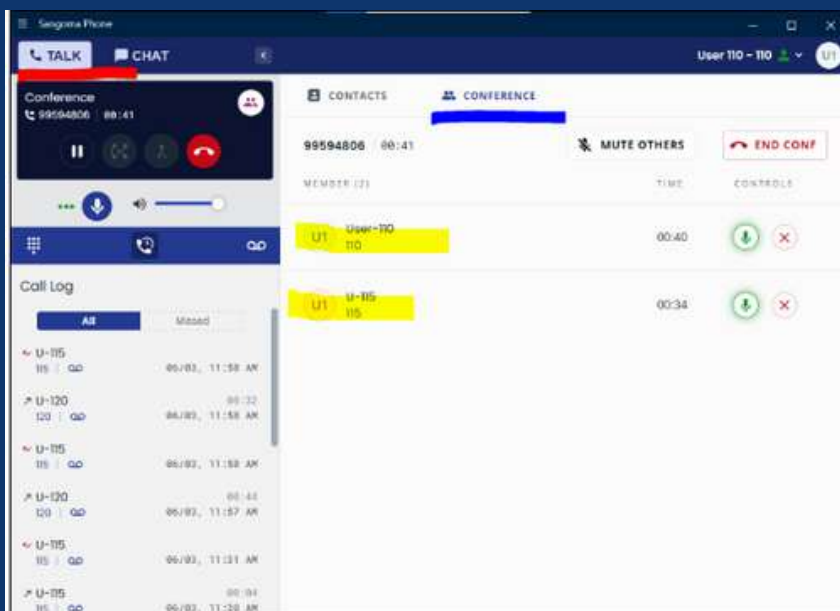 Sangoma Phone
TALK
CHAT
User 110 - 110
U1
Conference
99594806 00:41
CONTACTS
CONFERENCE
99594806 00:41
MUTE OTHERS
END CONF
MEMBER (2)
TIME
CONTROLS
U1
User-110
110
00:40
U1
U-115
115
00:34
Call Log
All
Missed
U-115
115 06/03, 11:58 AM
U-120 00:32
120 06/03, 11:58 AM
U-115
115 06/03, 11:58 AM
U-120 00:44
120 06/03, 11:57 AM
U-115
115 06/03, 11:31 AM
U-115 00:04
115 06/03, 11:28 AM